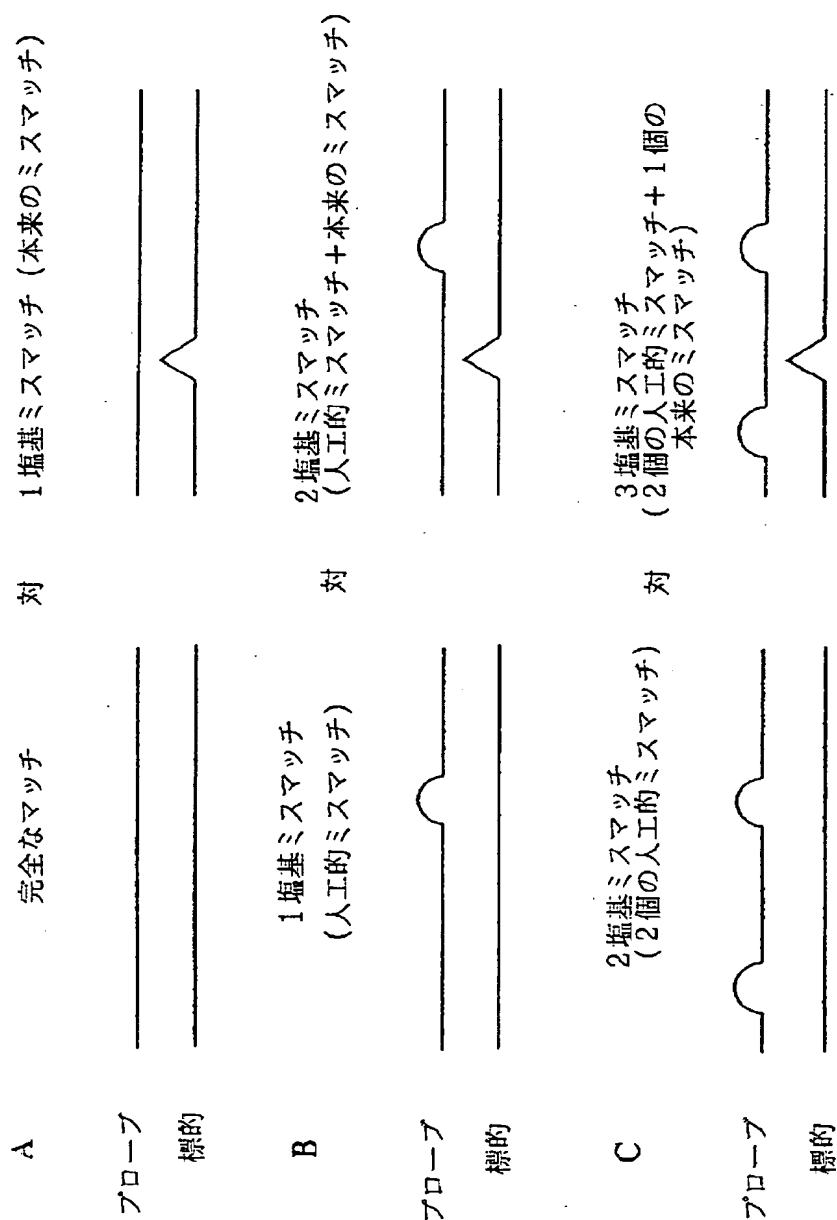 A
完全なマッチ
対
1塩基ミスマッチ (本来のミスマッチ)
プローブ
標的
B
1塩基ミスマッチ
(人工的ミスマッチ)
対
2塩基ミスマッチ
(人工的ミスマッチ+本来のミスマッチ)
プローブ
標的
C
2塩基ミスマッチ
(2個の人工的ミスマッチ)
対
3塩基ミスマッチ
(2個の人工的ミスマッチ+1個の
本来のミスマッチ)
プローブ
標的